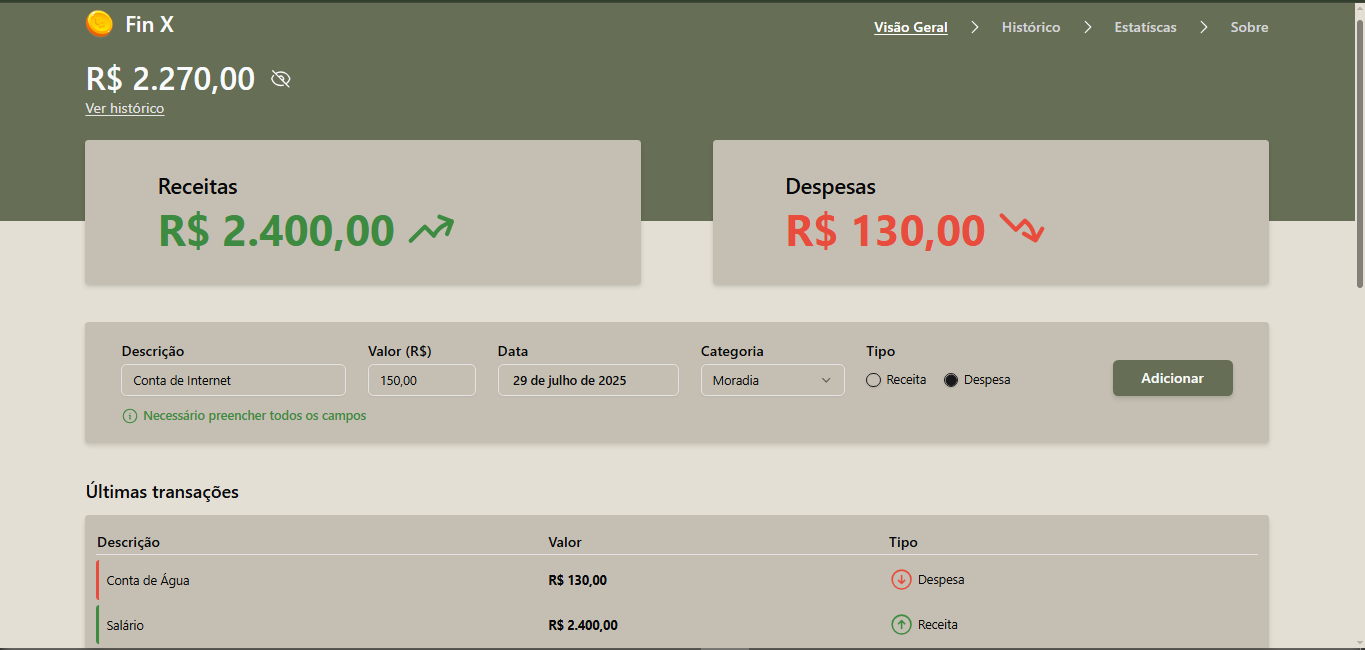 Fin X
Visão Geral Histórico Estatíscas Sobre
R$ 2.270,00
Ver histórico
Receitas
R$ 2.400,00
Despesas
R$ 130,00
Descrição Valor (R$) Data Categoria Tipo
Conta de Internet 150,00 29 de julho de 2025 Moradia Receita Despesa Adicionar
Necessário preencher todos os campos
Últimas transações
Descrição Valor Tipo
Conta de Água R$ 130,00 Despesa
Salário R$ 2.400,00 Receita